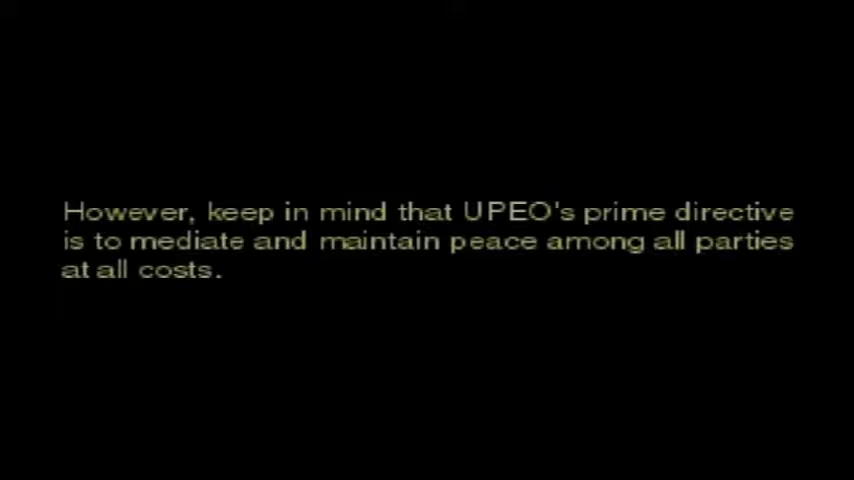 However, keep in mind that UPEO's prime directive
is to mediate and maintain peace among all parties
at all costs.